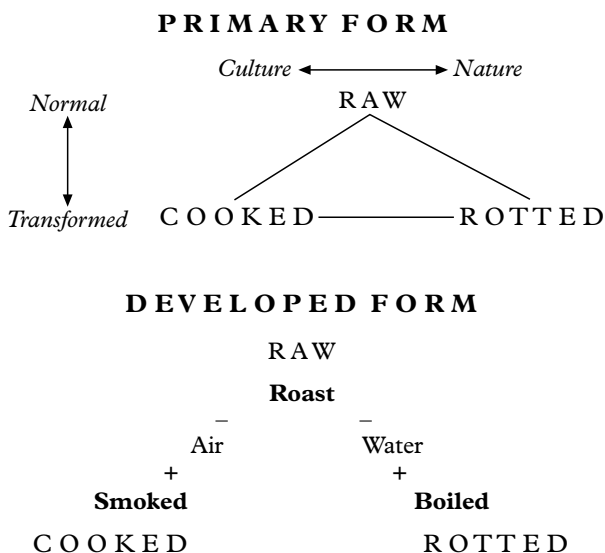 PRIMARY FORM
Culture Nature
Normal
RAW
Transformed COOKED ROTTED
DEVELOPED FORM
RAW
Roast
– –
Air Water
+ +
Smoked Boiled
COOKED ROTTED